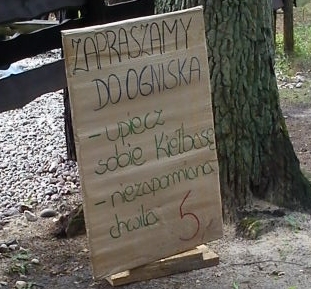 ZAPRASZAMY
DO OGNISKA
- upiecz
sobie Kiełbasę
- niezapomniana
chwila 5,-